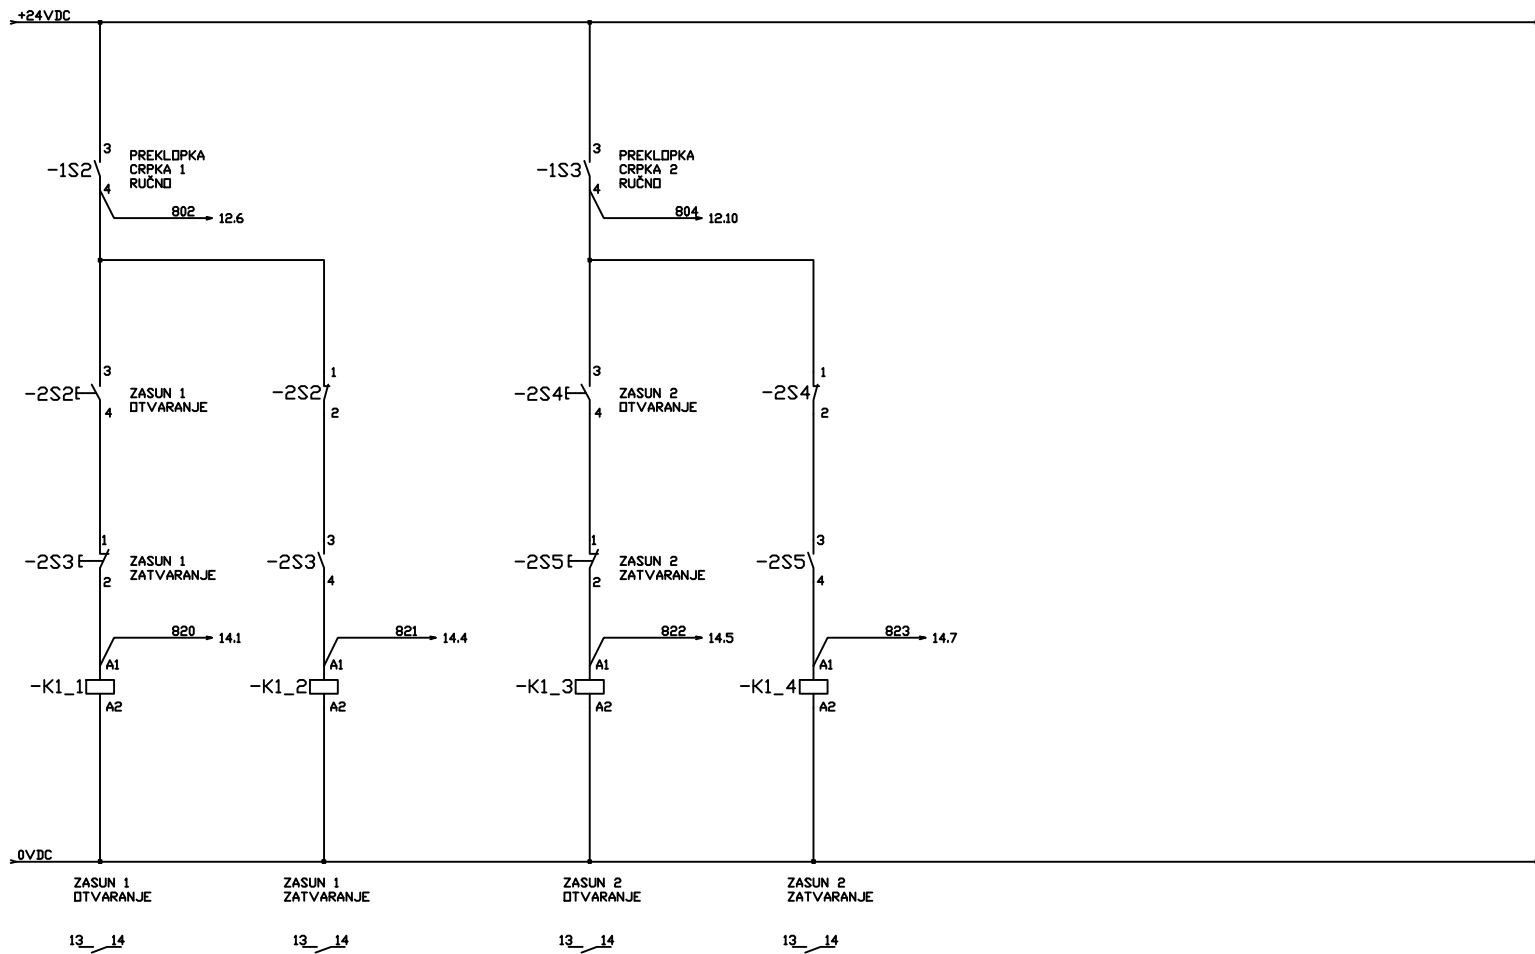 +24VDC
3
-1S2
PREKLOPKA
CRPKA 1
RUČNO
4
802
12.6
3
-1S3
PREKLOPKA
CRPKA 2
RUČNO
4
804
12.10
3
-2S2
ZASUN 1
OTVARANJE
4
1
-2S2
2
3
-2S4
ZASUN 2
OTVARANJE
4
1
-2S4
2
1
-2S3
ZASUN 1
ZATVARANJE
2
3
-2S3
4
1
-2S5
ZASUN 2
ZATVARANJE
2
3
-2S5
4
820
14.1
821
14.4
822
14.5
823
14.7
A1
-K1_1
A2
A1
-K1_2
A2
A1
-K1_3
A2
A1
-K1_4
A2
0VDC
ZASUN 1
OTVARANJE
ZASUN 1
ZATVARANJE
ZASUN 2
OTVARANJE
ZASUN 2
ZATVARANJE
13 14
13 14
13 14
13 14